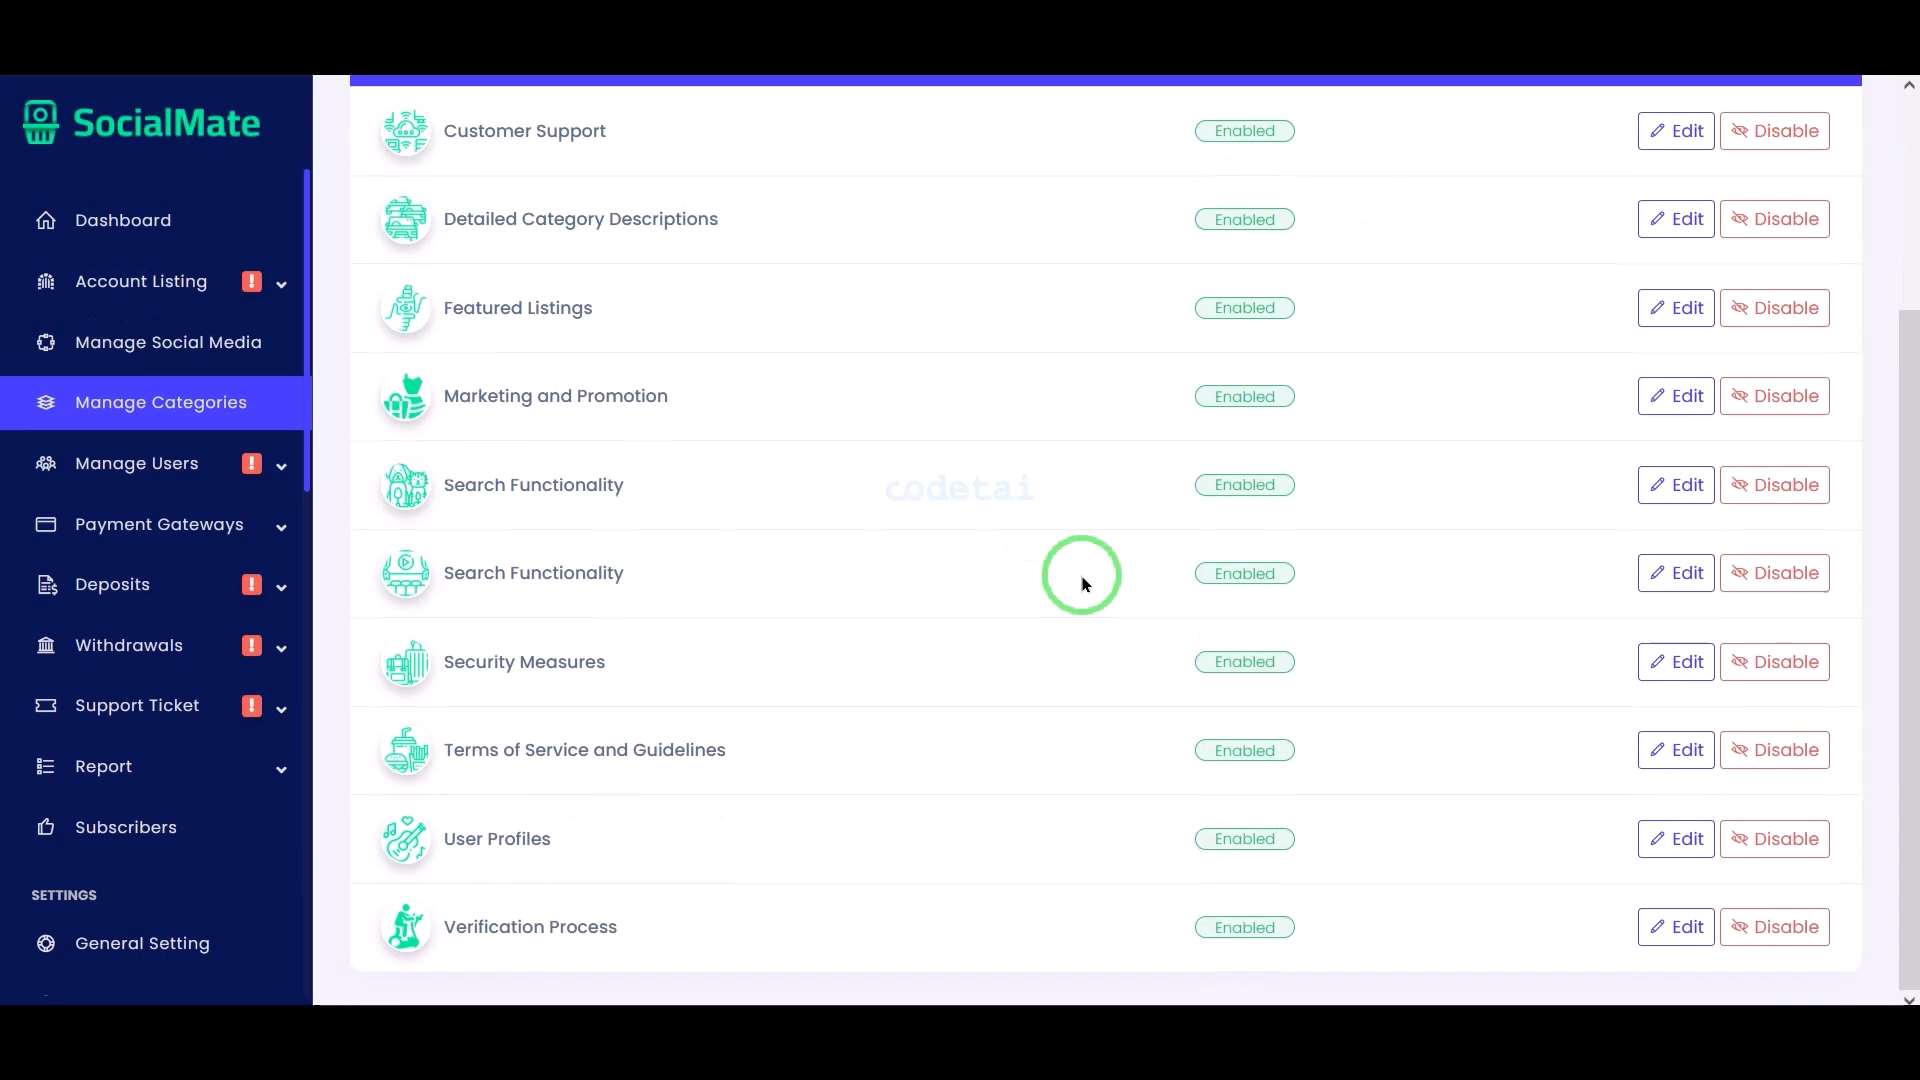 SocialMate
Dashboard
Account Listing !
Manage Social Media
Manage Categories
Manage Users !
Payment Gateways
Deposits !
Withdrawals !
Support Ticket !
Report
Subscribers
SETTINGS
General Setting
Customer Support Enabled Edit Disable
Detailed Category Descriptions Enabled Edit Disable
Featured Listings Enabled Edit Disable
Marketing and Promotion Enabled Edit Disable
Search Functionality Enabled Edit Disable
codetai
Search Functionality Enabled Edit Disable
Security Measures Enabled Edit Disable
Terms of Service and Guidelines Enabled Edit Disable
User Profiles Enabled Edit Disable
Verification Process Enabled Edit Disable